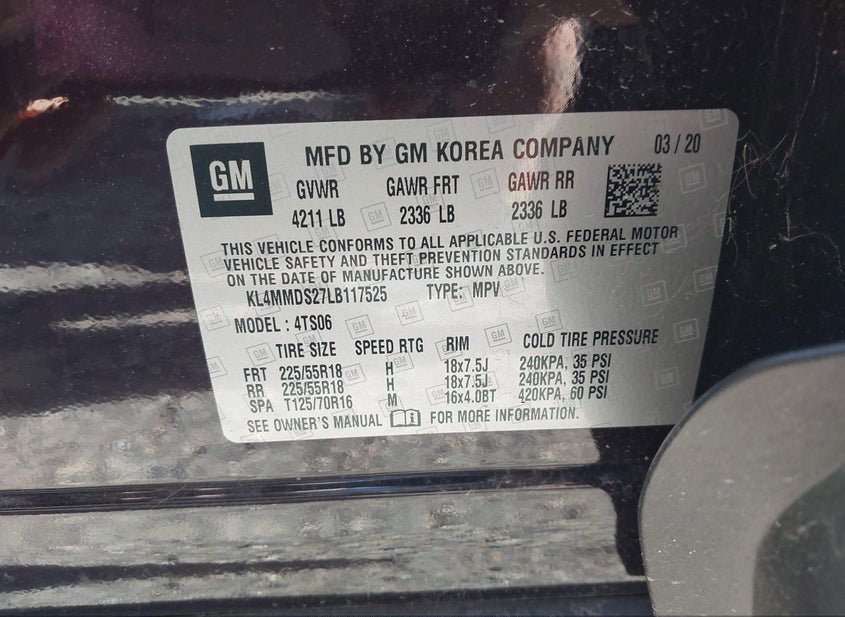 GM MFD BY GM KOREA COMPANY 03 / 20
GVWR GAWR FRT GAWR RR
4211 LB 2336 LB 2336 LB
THIS VEHICLE CONFORMS TO ALL APPLICABLE U.S. FEDERAL MOTOR
VEHICLE SAFETY AND THEFT PREVENTION STANDARDS IN EFFECT
ON THE DATE OF MANUFACTURE SHOWN ABOVE.
KL4MMDS27LB117525 TYPE: MPV
MODEL : 4TS06
TIRE SIZE SPEED RTG RIM COLD TIRE PRESSURE
FRT 225/55R18 H 18x7.5J 240KPA, 35 PSI
RR 225/55R18 H 18x7.5J 240KPA, 35 PSI
SPA T125/70R16 M 16x4.0BT 420KPA, 60 PSI
SEE OWNER'S MANUAL FOR MORE INFORMATION.